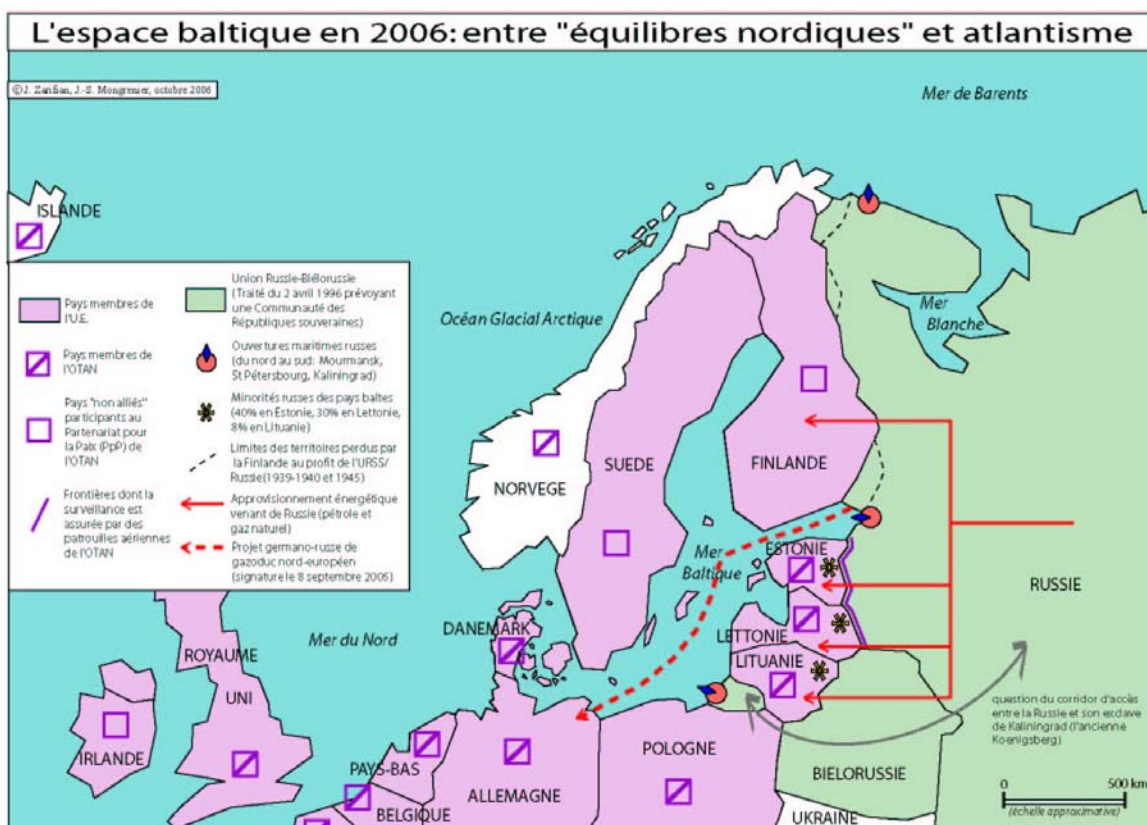 L'espace baltique en 2006: entre "équilibres nordiques" et atlantisme
©J. Zarifian, J.-S. Mongrenier, octobre 2006
Mer de Barents
ISLANDE
Pays membres de
l'U.E.
Pays membres de
l'OTAN
Pays "non alliés"
participants au
Partenariat pour
la Paix (PpP) de
l'OTAN
Frontières dont la
surveillance est
assurée par des
patrouilles aériennes
de l'OTAN
Union Russie-Biélorussie
(Traité du 2 avril 1996 prévoyant
une Communauté des
Républiques souveraines)
Ouvertures maritimes russes
(du nord au sud: Mourmansk,
St Pétersbourg, Kaliningrad)
Minorités russes des pays baltes
(40% en Estonie, 30% en Lettonie,
8% en Lituanie)
Limites des territoires perdus par
la Finlande au profit de l'URSS/
Russie(1939-1940 et 1945)
Approvisionnement énergétique
venant de Russie (pétrole et
gaz naturel)
Projet germano-russe de
gazoduc nord-européen
(signature le 8 septembre 2005)
Océan Glacial Arctique
Mer
Blanche
NORVEGE
SUEDE
FINLANDE
Mer
Baltique
ESTONIE
RUSSIE
Mer du Nord
DANEMARK
LETTONIE
LITUANIE
ROYAUME
UNI
IRLANDE
PAYS-BAS
BELGIQUE
ALLEMAGNE
POLOGNE
BIELORUSSIE
UKRAINE
question du corridor d'accès
entre la Russie et son exclave
de Kaliningrad (l'ancienne
Koenigsberg)
0 500 km
(échelle approximative)